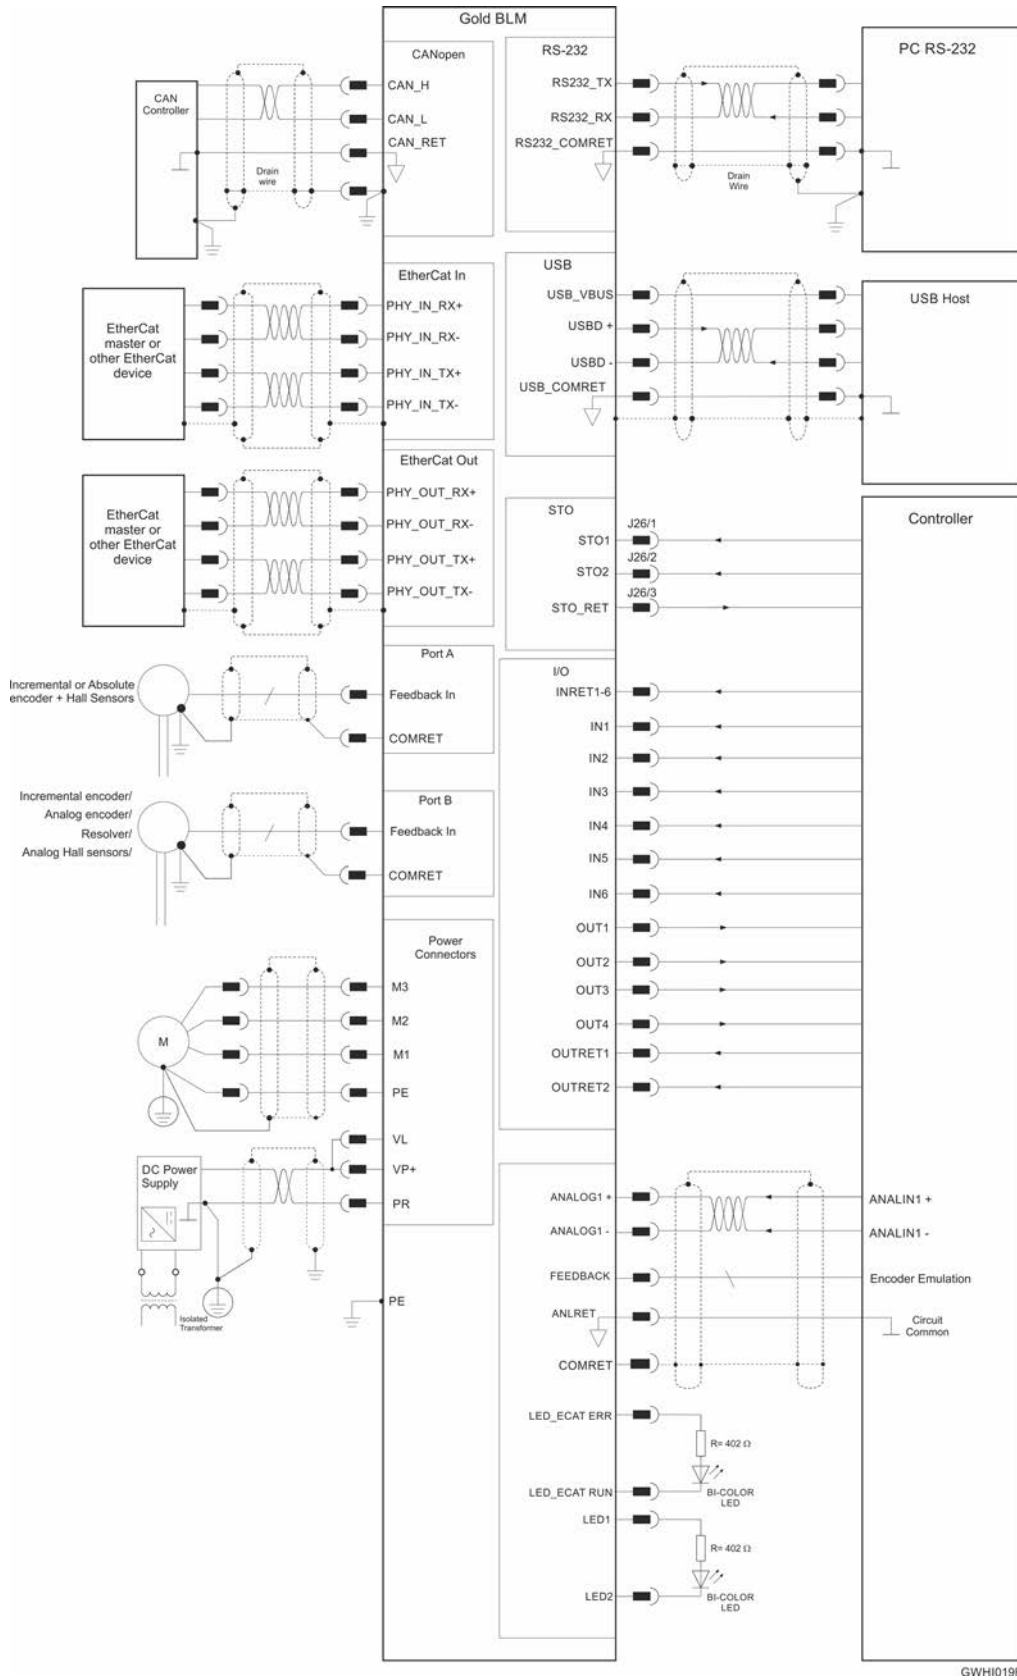 Gold BLM
CANopen
CAN
Controller
CAN_H
CAN_L
CAN_RET
Drain
wire
RS-232
RS232_TX
RS232_RX
RS232_COMRET
Drain
Wire
PC RS-232
EtherCat In
EtherCat
master or
other EtherCat
device
PHY_IN_RX+
PHY_IN_RX-
PHY_IN_TX+
PHY_IN_TX-
USB
USB_VBUS
USBD +
USBD -
USB_COMRET
USB Host
EtherCat Out
EtherCat
master or
other EtherCat
device
PHY_OUT_RX+
PHY_OUT_RX-
PHY_OUT_TX+
PHY_OUT_TX-
STO
STO1
STO2
STO_RET
J26/1
J26/2
J26/3
Controller
Port A
Incremental or Absolute
encoder + Hall Sensors
Feedback In
COMRET
Port B
Incremental encoder/
Analog encoder/
Resolver/
Analog Hall sensors/
Feedback In
COMRET
I/O
INRET1-6
IN1
IN2
IN3
IN4
IN5
IN6
OUT1
OUT2
OUT3
OUT4
OUTRET1
OUTRET2
Power
Connectors
M
M3
M2
M1
PE
VL
VP+
PR
DC Power
Supply
Isolated
Transformer
PE
ANALOG1 +
ANALOG1 -
FEEDBACK
ANLRET
COMRET
ANALIN1 +
ANALIN1 -
Encoder Emulation
Circuit
Common
LED_ECAT ERR
R= 402 Ω
LED_ECAT RUN
BI-COLOR
LED
LED1
R= 402 Ω
LED2
BI-COLOR
LED